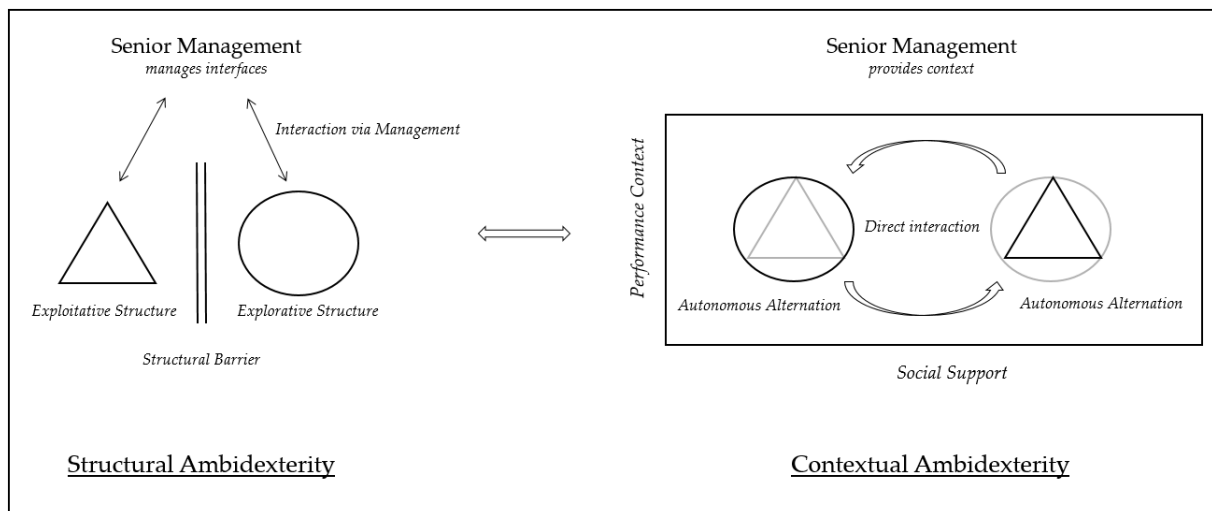 Senior Management
manages interfaces
Interaction via Management
Exploitative Structure
Explorative Structure
Structural Barrier
Structural Ambidexterity
Senior Management
provides context
Performance Context
Direct interaction
Autonomous Alternation
Autonomous Alternation
Social Support
Contextual Ambidexterity